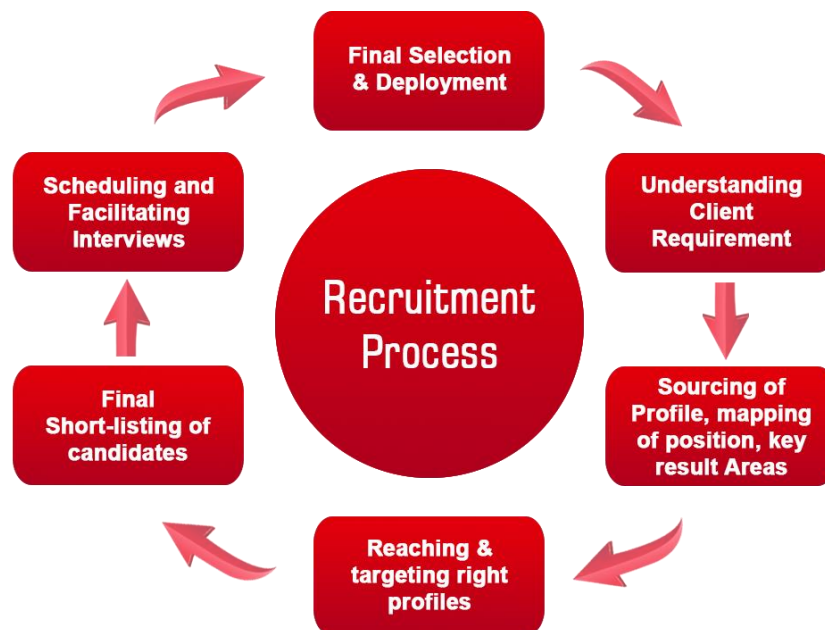 Final Selection
& Deployment
Understanding
Client
Requirement
Sourcing of
Profile, mapping
of position, key
result Areas
Reaching &
targeting right
profiles
Final
Short-listing of
candidates
Scheduling and
Facilitating
Interviews
Recruitment
Process